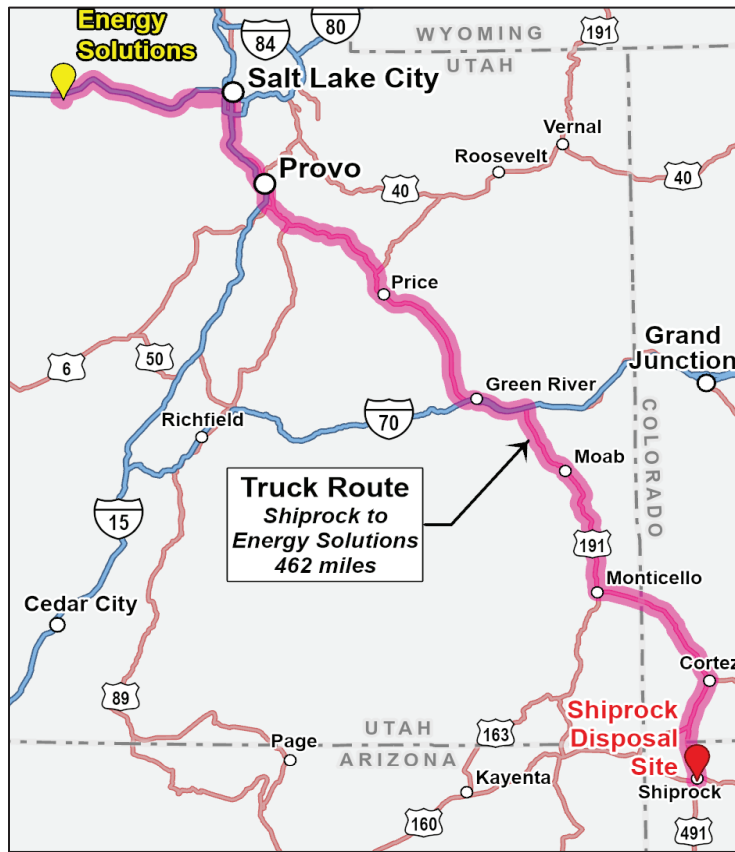 Energy
Solutions
80
84
WYOMING
UTAH
191
Salt Lake City
Vernal
Roosevelt
Provo
40
40
Price
Grand
Junction
6
50
Green River
Richfield
70
COLORADO
Moab
Truck Route
Shiprock to
Energy Solutions
462 miles
15
191
Monticello
Cedar City
Cortez
89
Shiprock
Disposal
Site
UTAH
ARIZONA
163
Page
Kayenta
Shiprock
160
491